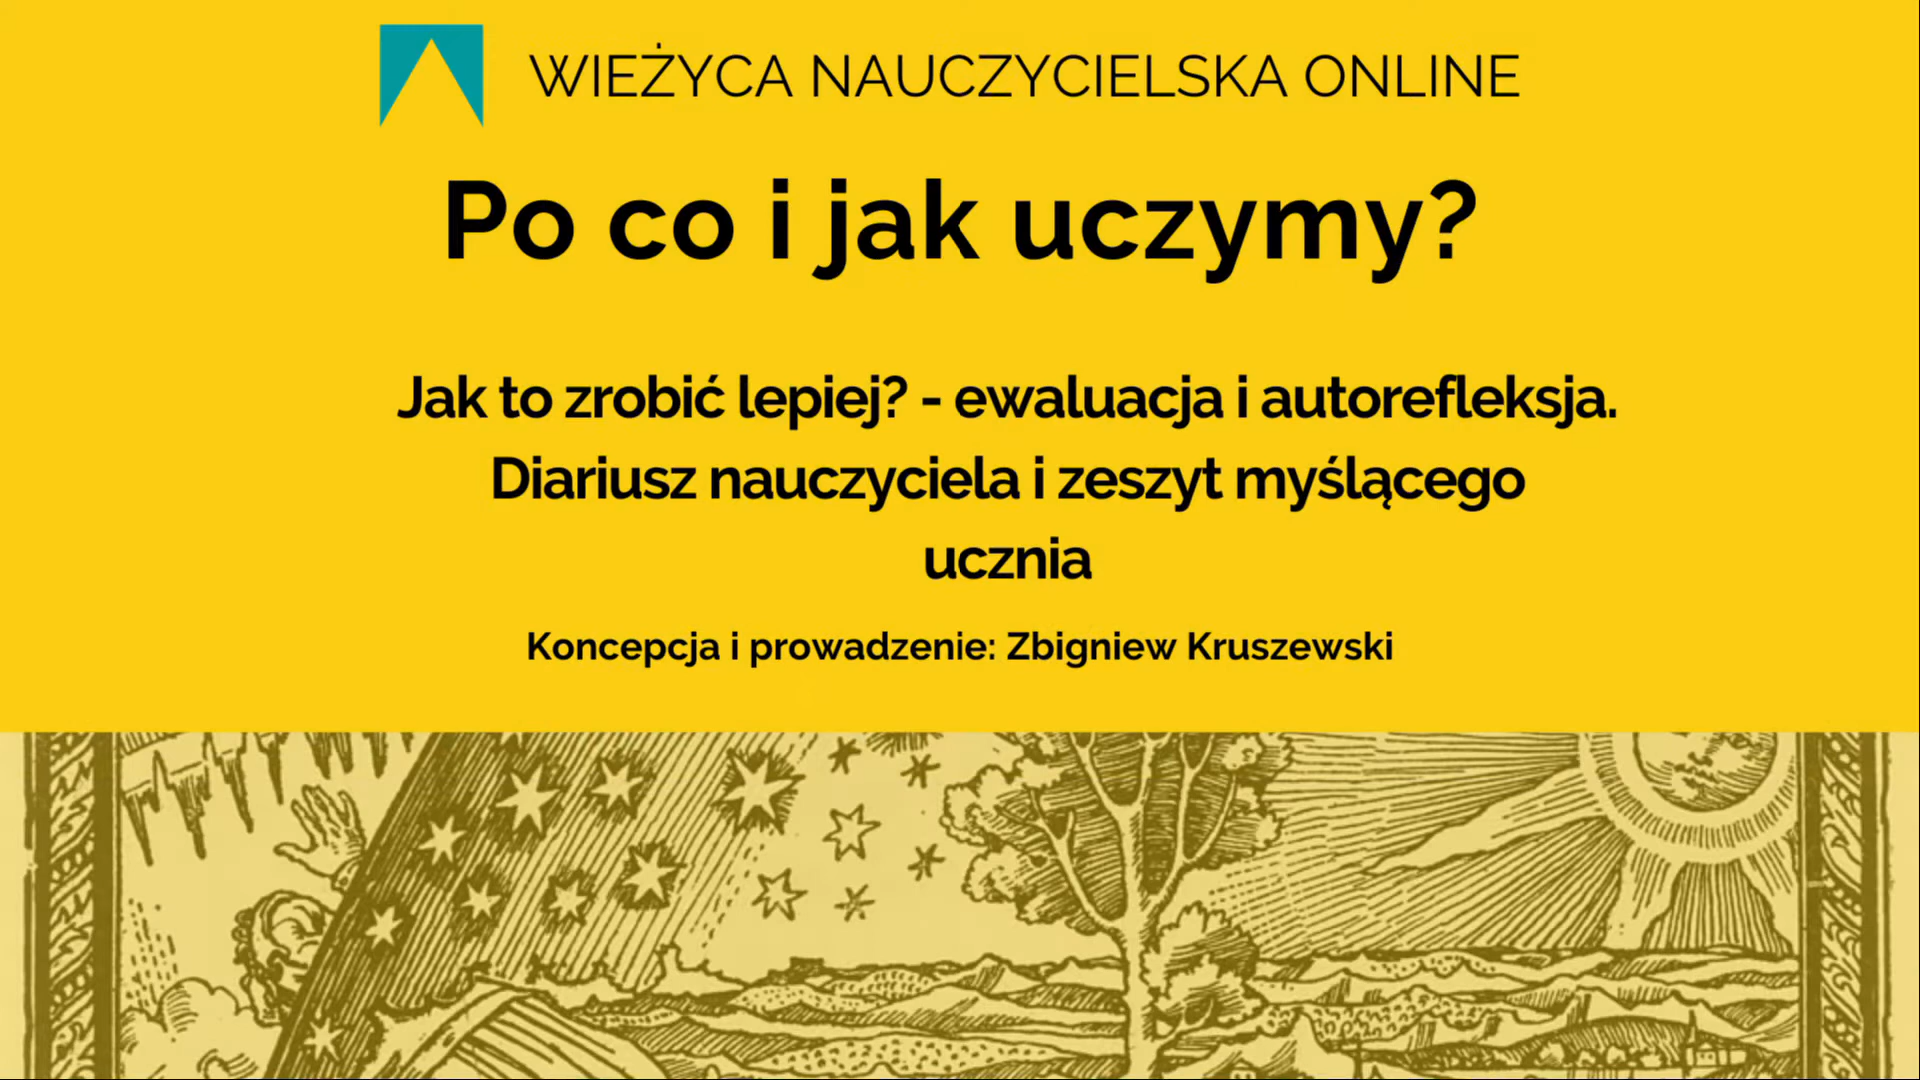 WIEŻYCA NAUCZYCIELSKA ONLINE
Po co i jak uczymy?
Jak to zrobić lepiej? - ewaluacja i autorefleksja.
Diariusz nauczyciela i zeszyt myślącego
ucznia
Koncepcja i prowadzenie: Zbigniew Kruszewski